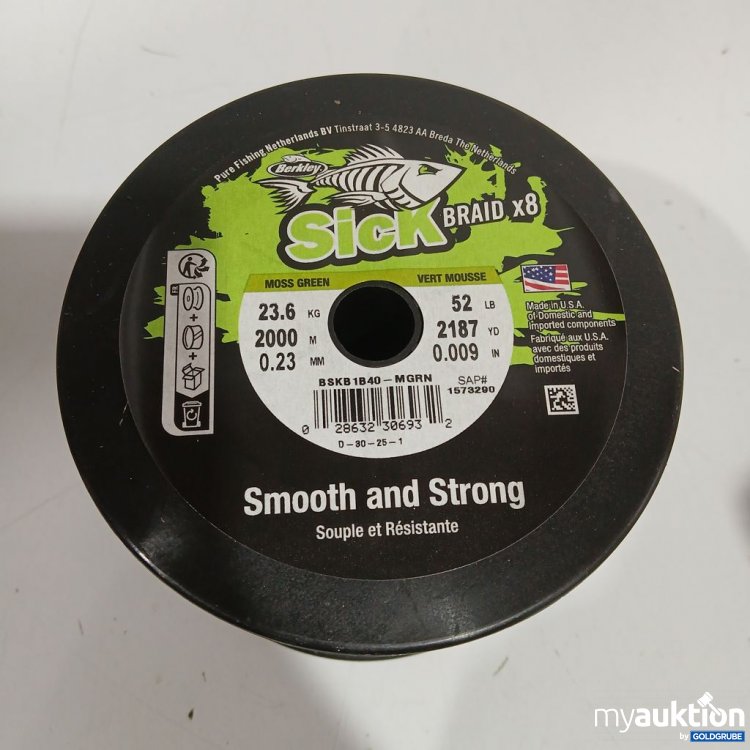 Pure Fishing Netherlands BV Tinstraat 3-5 4823 AA Breda The Netherlands
Berkley
Sick BRAID x8
MOSS GREEN
VERT MOUSSE
23.6 KG
2000 M
0.23 MM
52 LB
2187 YD
0.009 IN
FR
+
+
Made in U.S.A.
of Domestic and
imported components
Fabriqué aux U.S.A.
avec des produits
domestiques et
importés
BSKB1B40-MGRN
SAP#
1573290
0 28632 30693 2
D-30-25-1
Smooth and Strong
Souple et Résistante
myauktion
by GOLDGRUBE